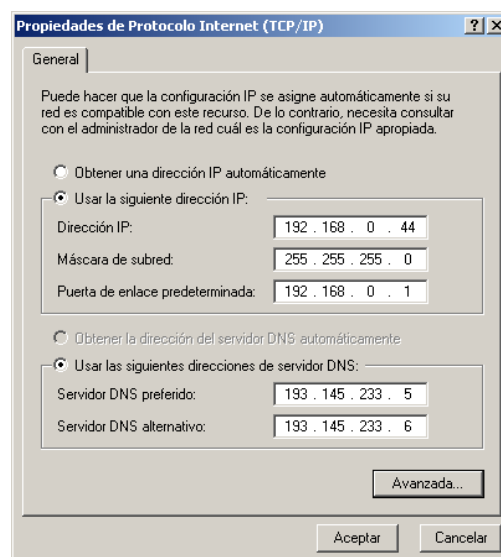 Propiedades de Protocolo Internet (TCP/IP)
General
Puede hacer que la configuración IP se asigne automáticamente si su
red es compatible con este recurso. De lo contrario, necesita consultar
con el administrador de la red cuál es la configuración IP apropiada.
Obtener una dirección IP automáticamente
Usar la siguiente dirección IP:
Dirección IP: 192 . 168 . 0 . 44
Máscara de subred: 255 . 255 . 255 . 0
Puerta de enlace predeterminada: 192 . 168 . 0 . 1
Obtener la dirección del servidor DNS automáticamente
Usar las siguientes direcciones de servidor DNS:
Servidor DNS preferido: 193 . 145 . 233 . 5
Servidor DNS alternativo: 193 . 145 . 233 . 6
Avanzada...
Aceptar Cancelar